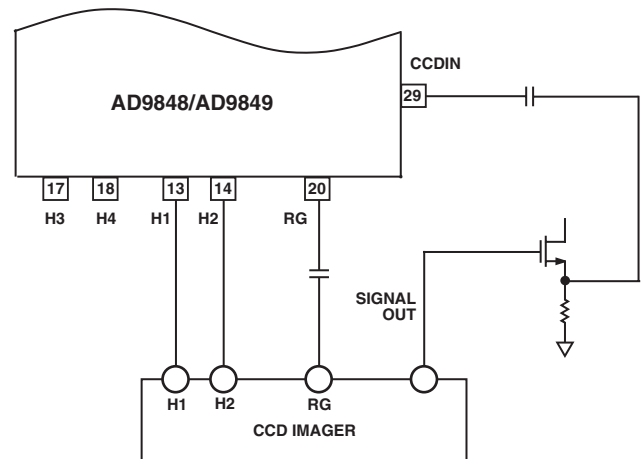 CCDIN
AD9848/AD9849
29
17
18
13
14
20
H3
H4
H1
H2
RG
SIGNAL
OUT
H1
H2
RG
CCD IMAGER